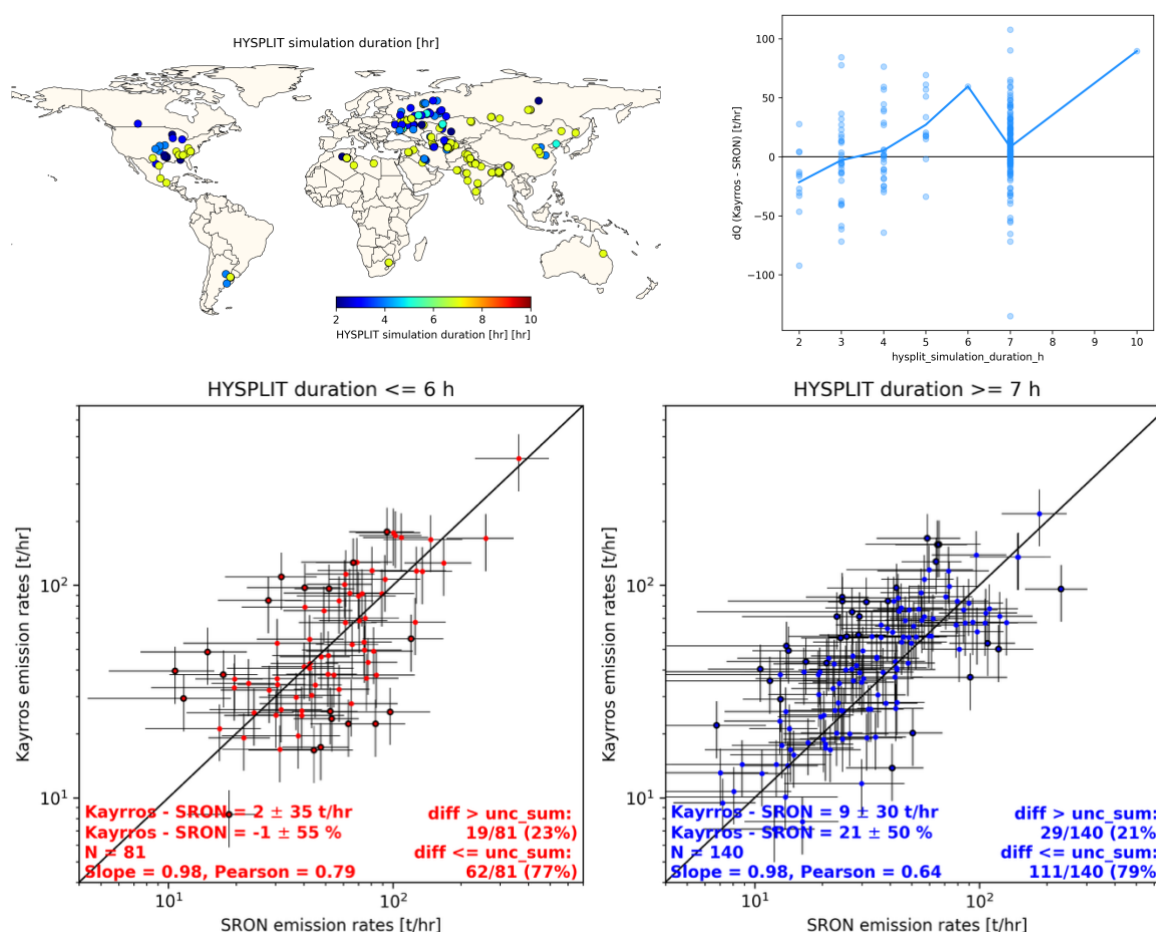 HYSPLIT simulation duration [hr]
2 4 6 8 10
HYSPLIT simulation duration [hr] [hr]
100
50
0
−50
−100
dQ (Kayrros - SRON) [t/hr]
2 3 4 5 6 7 8 9 10
hysplit_simulation_duration_h
HYSPLIT duration <= 6 h
Kayrros emission rates [t/hr]
10²
10¹
Kayrros - SRON = 2 ± 35 t/hr
Kayrros - SRON = -1 ± 55 %
N = 81
Slope = 0.98, Pearson = 0.79
diff > unc_sum:
19/81 (23%)
diff <= unc_sum:
62/81 (77%)
10¹ 10²
SRON emission rates [t/hr]
HYSPLIT duration >= 7 h
Kayrros emission rates [t/hr]
10²
10¹
Kayrros - SRON = 9 ± 30 t/hr
Kayrros - SRON = 21 ± 50 %
N = 140
Slope = 0.98, Pearson = 0.64
diff > unc_sum:
29/140 (21%)
diff <= unc_sum:
111/140 (79%)
10¹ 10²
SRON emission rates [t/hr]